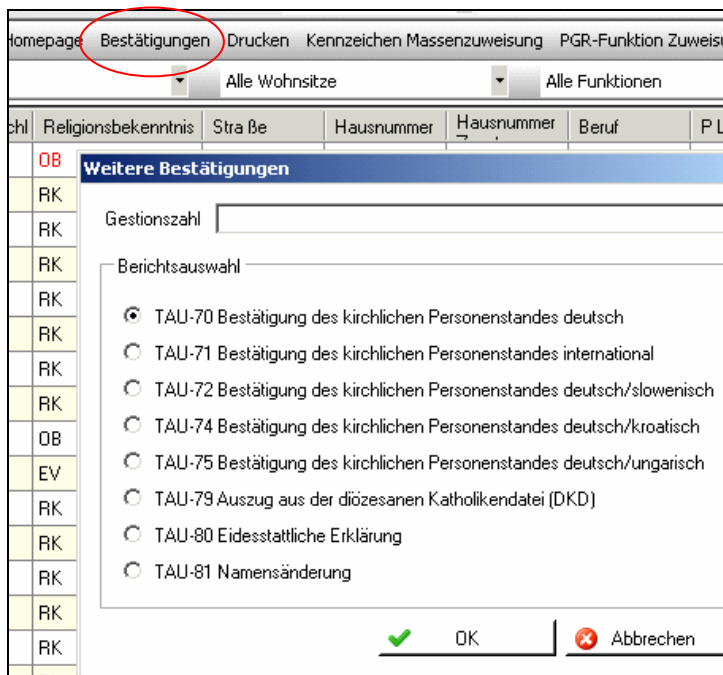 Homepage Bestätigungen Drucken Kennzeichen Massenzuweisung PGR-Funktion Zuweisu
Alle Wohnsitze Alle Funktionen
chl Religionsbekenntnis Straße Hausnummer Hausnummer Beruf PL
OB
Weitere Bestätigungen
RK
Gestionszahl
RK
RK
Berichtsauswahl
RK
TAU-70 Bestätigung des kirchlichen Personenstandes deutsch
RK
TAU-71 Bestätigung des kirchlichen Personenstandes international
RK
TAU-72 Bestätigung des kirchlichen Personenstandes deutsch/slowenisch
RK
TAU-74 Bestätigung des kirchlichen Personenstandes deutsch/kroatisch
OB
TAU-75 Bestätigung des kirchlichen Personenstandes deutsch/ungarisch
EV
TAU-79 Auszug aus der diözesanen Katholikendatei (DKD)
RK
TAU-80 Eidesstattliche Erklärung
RK
TAU-81 Namensänderung
RK
RK
OK Abbrechen
RK